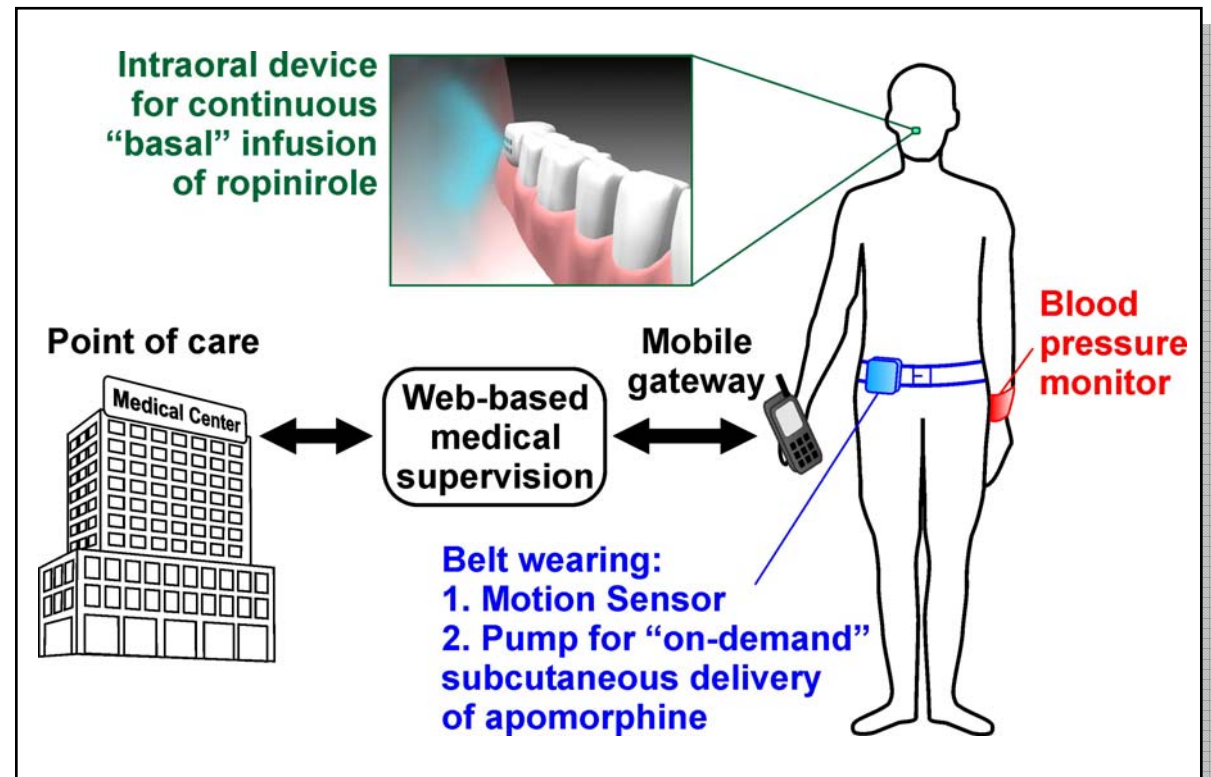 Intraoral device
for continuous
“basal” infusion
of ropinirole
Point of care
Medical Center
Web-based
medical
supervision
Mobile
gateway
Blood
pressure
monitor
Belt wearing:
1. Motion Sensor
2. Pump for “on-demand”
subcutaneous delivery
of apomorphine